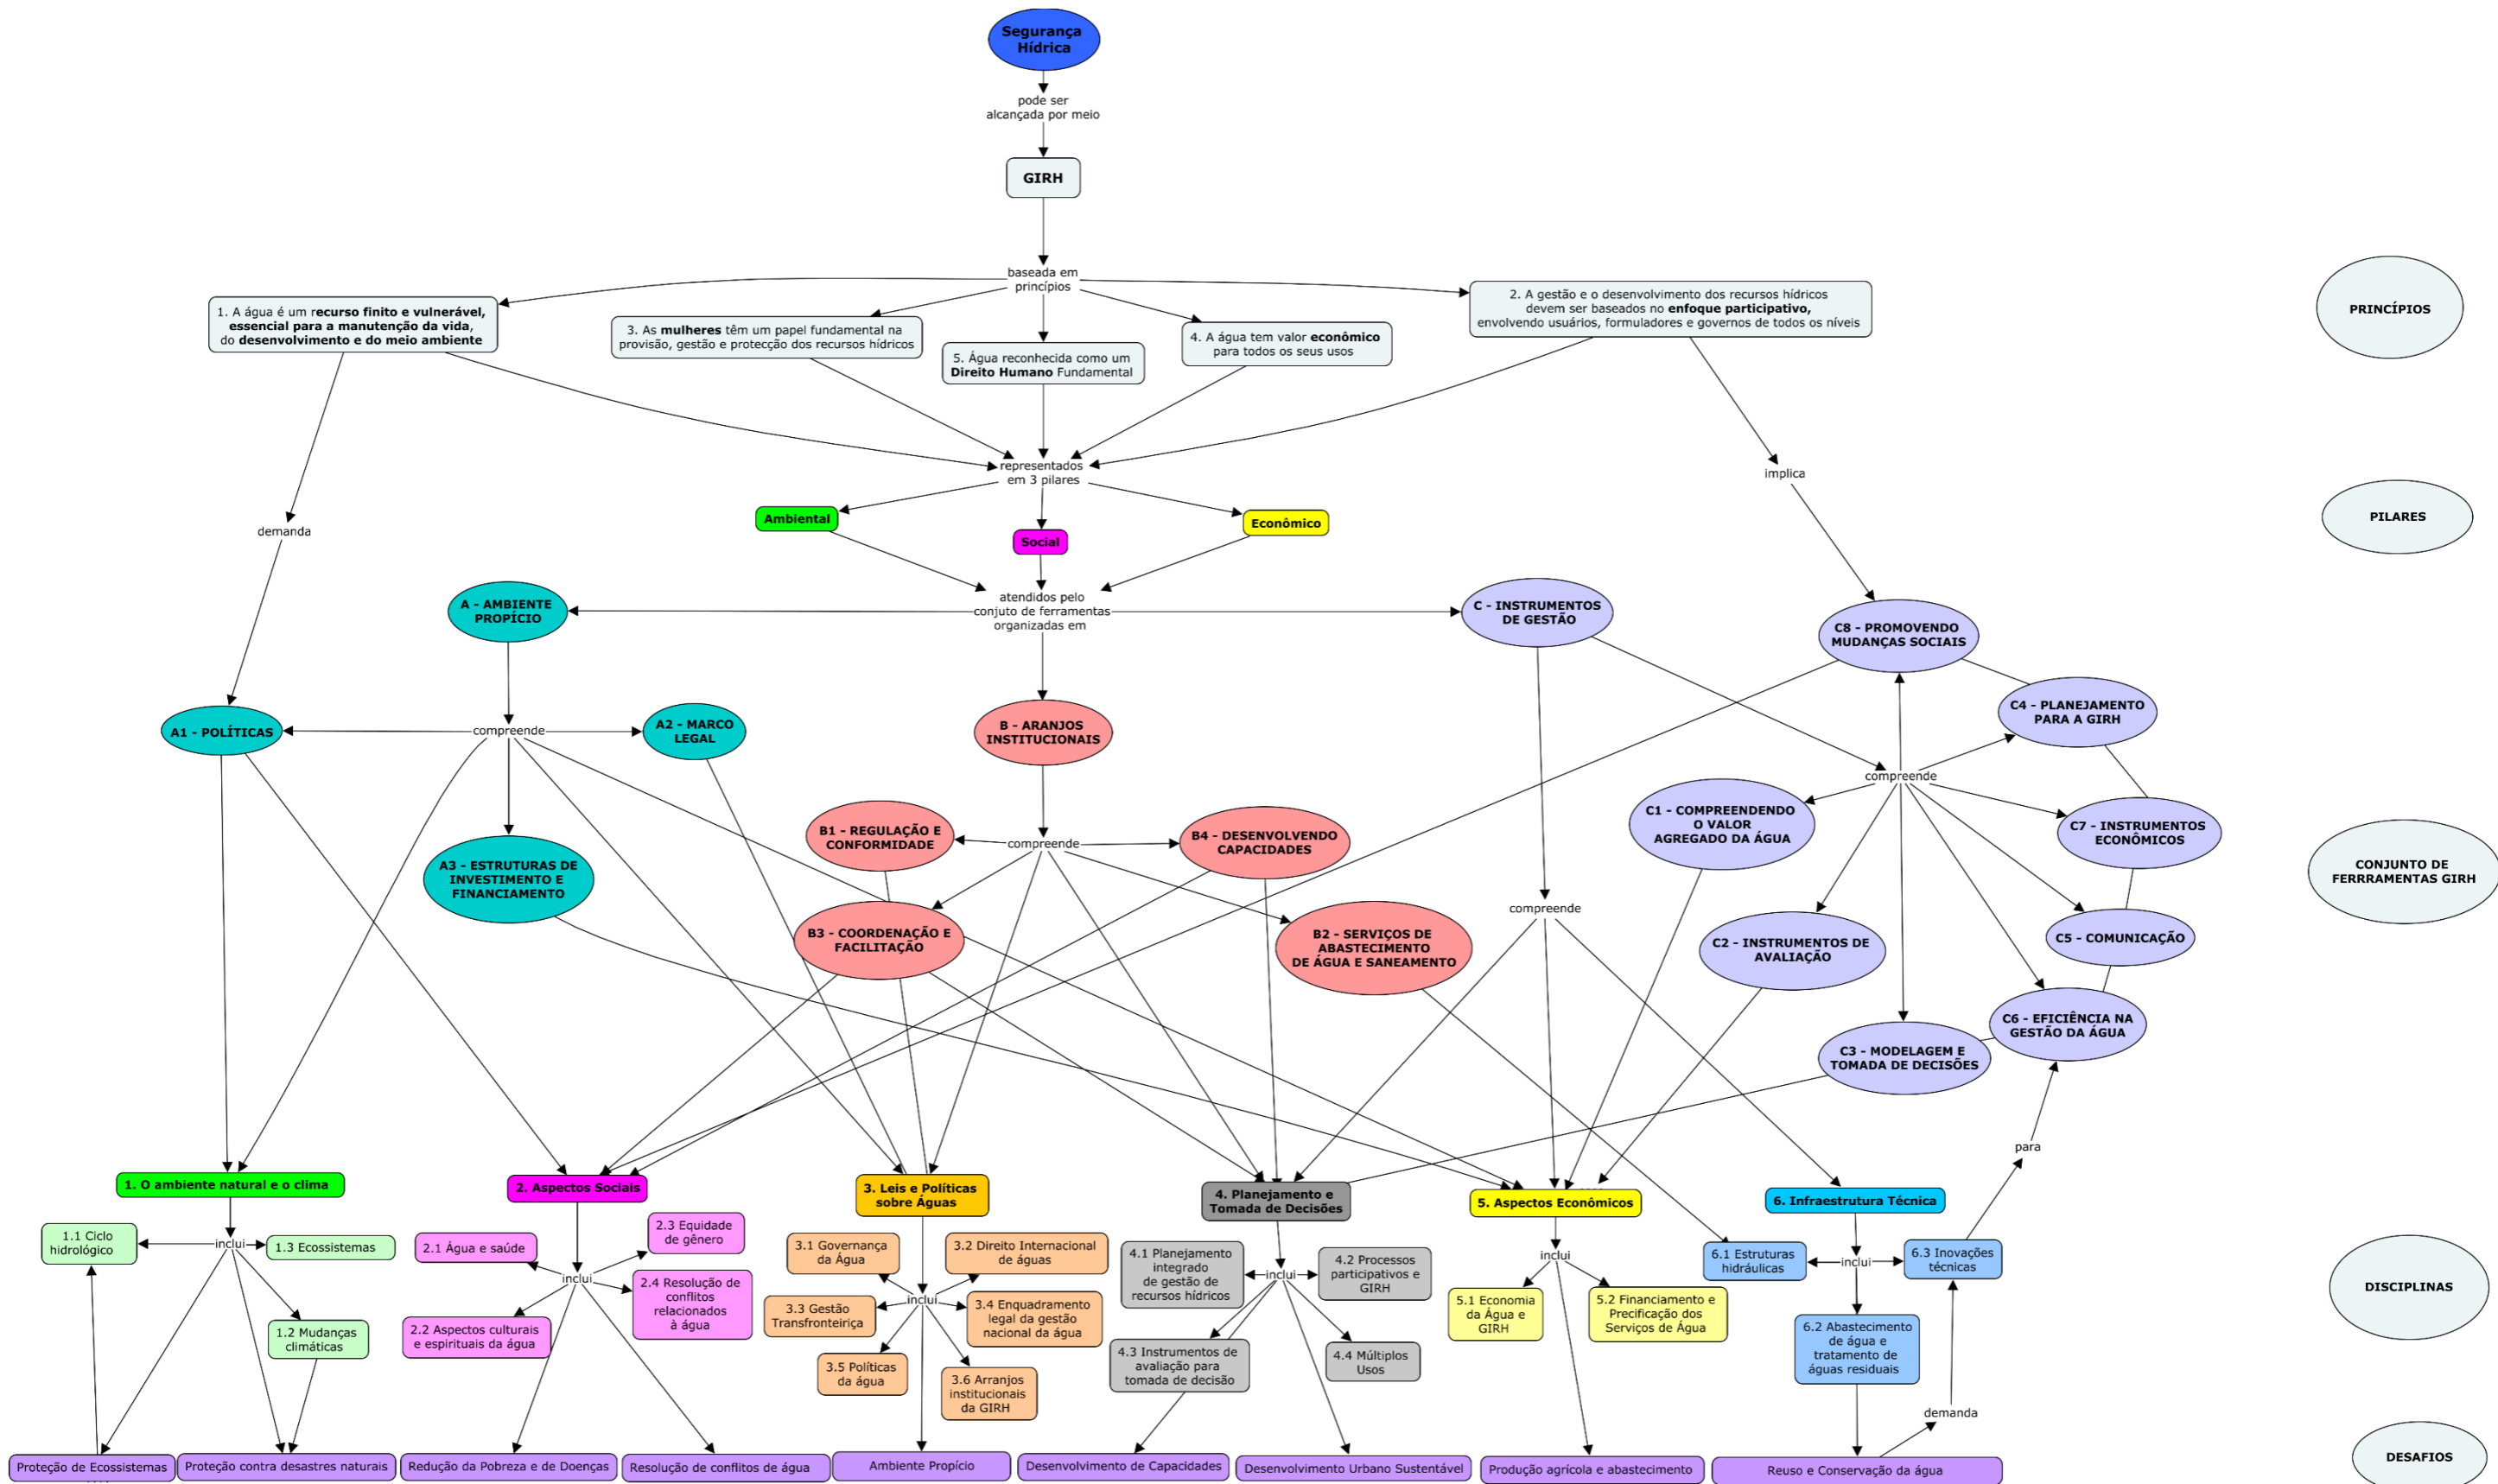 Segurança
Hídrica
pode ser
alcançada por meio
GIRH
baseada em
princípios
1. A água é um recurso finito e vulnerável,
essencial para a manutenção da vida,
do desenvolvimento e do meio ambiente
3. As mulheres têm um papel fundamental na
provisão, gestão e protecção dos recursos hídricos
5. Água reconhecida como um
Direito Humano Fundamental
4. A água tem valor econômico
para todos os seus usos
2. A gestão e o desenvolvimento dos recursos hídricos
devem ser baseados no enfoque participativo,
envolvendo usuários, formuladores e governos de todos os níveis
PRINCÍPIOS
representados
em 3 pilares
implica
demanda
Ambiental
Social
Econômico
PILARES
atendidos pelo
conjuto de ferramentas
organizadas em
A - AMBIENTE
PROPÍCIO
C - INSTRUMENTOS
DE GESTÃO
C8 - PROMOVENDO
MUDANÇAS SOCIAIS
A1 - POLÍTICAS
compreende
A2 - MARCO
LEGAL
B - ARANJOS
INSTITUCIONAIS
C4 - PLANEJAMENTO
PARA A GIRH
compreende
A3 - ESTRUTURAS DE
INVESTIMENTO E
FINANCIAMENTO
B1 - REGULAÇÃO E
CONFORMIDADE
compreende
B4 - DESENVOLVENDO
CAPACIDADES
C1 - COMPREENDENDO
O VALOR
AGREGADO DA ÁGUA
C7 - INSTRUMENTOS
ECONÔMICOS
CONJUNTO DE
FERRRAMENTAS GIRH
B3 - COORDENAÇÃO E
FACILITAÇÃO
B2 - SERVIÇOS DE
ABASTECIMENTO
DE ÁGUA E SANEAMENTO
compreende
C2 - INSTRUMENTOS DE
AVALIAÇÃO
C5 - COMUNICAÇÃO
C6 - EFICIÊNCIA NA
GESTÃO DA ÁGUA
C3 - MODELAGEM E
TOMADA DE DECISÕES
para
1. O ambiente natural e o clima
2. Aspectos Sociais
3. Leis e Políticas
sobre Águas
4. Planejamento e
Tomada de Decisões
5. Aspectos Econômicos
6. Infraestrutura Técnica
1.1 Ciclo
hidrológico
inclui
1.3 Ecossistemas
1.2 Mudanças
climáticas
2.1 Água e saúde
2.3 Equidade
de gênero
inclui
2.4 Resolução de
conflitos
relacionados
à água
2.2 Aspectos culturais
e espirituais da água
3.1 Governança
da Água
3.2 Direito Internacional
de águas
inclui
3.3 Gestão
Transfronteiriça
3.4 Enquadramento
legal da gestão
nacional da água
3.5 Políticas
da água
3.6 Arranjos
institucionais
da GIRH
4.1 Planejamento
integrado
de gestão de
recursos hídricos
inclui
4.2 Processos
participativos e
GIRH
4.3 Instrumentos de
avaliação para
tomada de decisão
4.4 Múltiplos
Usos
inclui
5.1 Economia
da Água e
GIRH
5.2 Financiamento e
Precificação dos
Serviços de Água
6.1 Estruturas
hidráulicas
inclui
6.3 Inovações
técnicas
6.2 Abastecimento
de água e
tratamento de
águas residuais
demanda
DISCIPLINAS
Proteção de Ecossistemas
Proteção contra desastres naturais
Redução da Pobreza e de Doenças
Resolução de conflitos de água
Ambiente Propício
Desenvolvimento de Capacidades
Desenvolvimento Urbano Sustentável
Produção agrícola e abastecimento
Reuso e Conservação da água
DESAFIOS